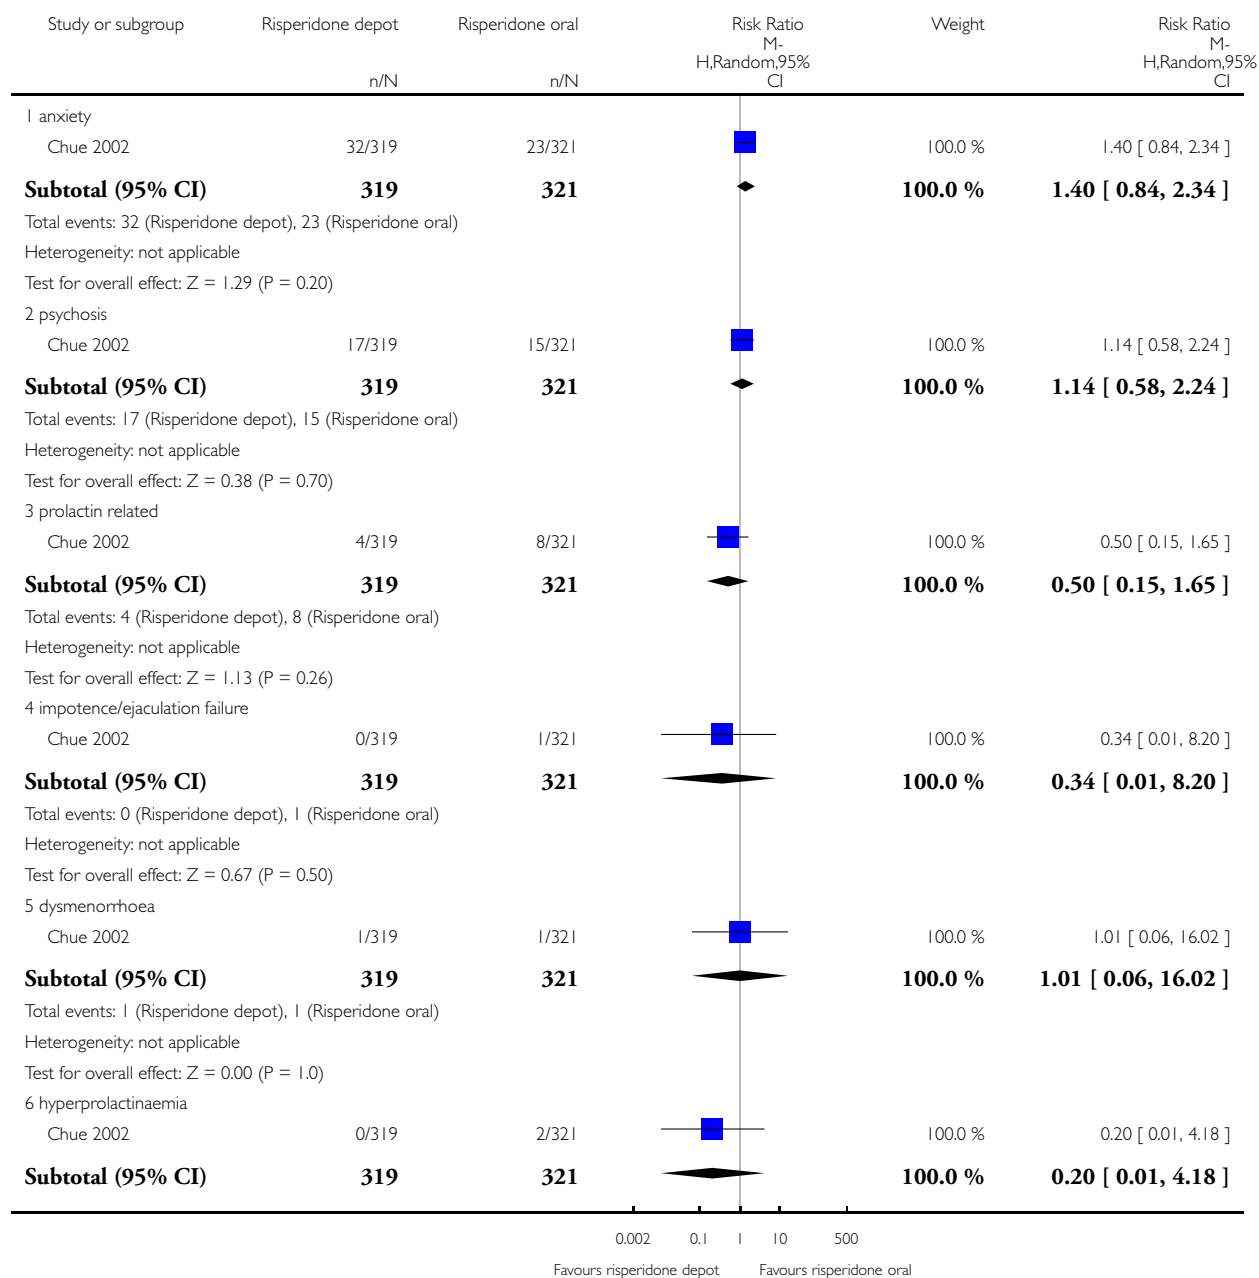 Study or subgroup Risperidone depot Risperidone oral Risk Ratio Weight Risk Ratio
M- M-
H,Random,95% H,Random,95%
n/N n/N CI CI
1 anxiety
Chue 2002 32/319 23/321 100.0 % 1.40 [ 0.84, 2.34 ]
Subtotal (95% CI) 319 321 100.0 % 1.40 [ 0.84, 2.34 ]
Total events: 32 (Risperidone depot), 23 (Risperidone oral)
Heterogeneity: not applicable
Test for overall effect: Z = 1.29 (P = 0.20)
2 psychosis
Chue 2002 17/319 15/321 100.0 % 1.14 [ 0.58, 2.24 ]
Subtotal (95% CI) 319 321 100.0 % 1.14 [ 0.58, 2.24 ]
Total events: 17 (Risperidone depot), 15 (Risperidone oral)
Heterogeneity: not applicable
Test for overall effect: Z = 0.38 (P = 0.70)
3 prolactin related
Chue 2002 4/319 8/321 100.0 % 0.50 [ 0.15, 1.65 ]
Subtotal (95% CI) 319 321 100.0 % 0.50 [ 0.15, 1.65 ]
Total events: 4 (Risperidone depot), 8 (Risperidone oral)
Heterogeneity: not applicable
Test for overall effect: Z = 1.13 (P = 0.26)
4 impotence/ejaculation failure
Chue 2002 0/319 1/321 100.0 % 0.34 [ 0.01, 8.20 ]
Subtotal (95% CI) 319 321 100.0 % 0.34 [ 0.01, 8.20 ]
Total events: 0 (Risperidone depot), 1 (Risperidone oral)
Heterogeneity: not applicable
Test for overall effect: Z = 0.67 (P = 0.50)
5 dysmenorrhoea
Chue 2002 1/319 1/321 100.0 % 1.01 [ 0.06, 16.02 ]
Subtotal (95% CI) 319 321 100.0 % 1.01 [ 0.06, 16.02 ]
Total events: 1 (Risperidone depot), 1 (Risperidone oral)
Heterogeneity: not applicable
Test for overall effect: Z = 0.00 (P = 1.0)
6 hyperprolactinaemia
Chue 2002 0/319 2/321 100.0 % 0.20 [ 0.01, 4.18 ]
Subtotal (95% CI) 319 321 100.0 % 0.20 [ 0.01, 4.18 ]
0.002 0.1 1 10 500
Favours risperidone depot Favours risperidone oral